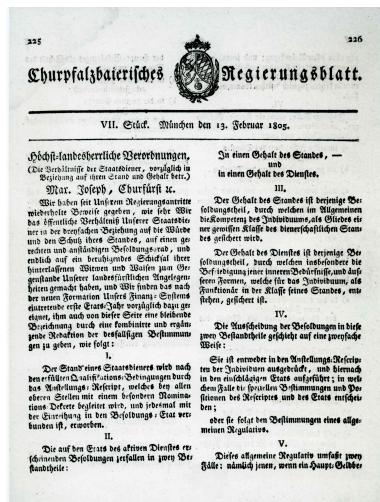 225
226
Churpfalzbaierisches Regierungsblatt.
VII. Stück. München den 13. Februar 1805.
Höchst-landesherrliche Verordnungen.
(Die Verhältnisse der Staatsdiener, vorzüglich in
Beziehung auf ihren Stand und Gehalt betr.)
Max. Joseph, Churfürst ꝛc.
Wir haben seit Unserem Regierungsantritte
wiederholte Beweise gegeben, wie sehr Wir
das öffentliche Verhältniß Unserer Staatsdie-
ner in der dreyfachen Beziehung auf die Würde
und den Schutz ihres Standes, auf einen ge-
rechten und anständigen Besoldungs-, und
endlich auf ein beruhigendes Schicksal ihrer
hinterlassenen Witwen und Waisen zum Ge-
genstande Unserer landesfürstlichen Angelegen-
heiten gemacht haben, und Wir finden das nach
der neuen Formation Unsers Finanz-Systems
eintretende erste Etats-Jahr vorzüglich dazu ge-
eignet, ihm auch von dieser Seite eine bleibende
Bezeichnung durch eine kombinirte und ergän-
zende Redaktion der desfallsigen Bestimmun-
gen zu geben, wie folgt:
I.
Der Stand eines Staatsdieners wird nach
den erfüllten Qualifikations-Bedingungen durch
das Anstellungs-Rescript, welches bey allen
oberen Stellen mit einem besondern Nomina-
tions-Dekrete begleitet wird, und jedesmal mit
der Einreihung in den Besoldungs-Etat ver-
bunden ist, erworben.
II.
Die auf den Etats des aktiven Dienstes er-
scheinenden Besoldungen zerfallen in zwey Be-
standtheile:
In einen Gehalt des Standes, —
und
in einen Gehalt des Dienstes.
III.
Der Gehalt des Standes ist derjenige Be-
soldungstheil, durch welchen im Allgemeinen
die Kompetenz des Individuums, als Gliedes ei-
ner gewissen Klasse des dienerschaftlichen Stan-
des gesichert wird.
Der Gehalt des Dienstes ist derjenige Be-
soldungstheil, durch welchen insbesondere die
Befriedigung jener inneren Bedürfnisse, und äuße-
ren Formen, welche für das Individuum, als
Funktionär in der Klasse seines Standes, ent-
stehen, gesichert ist.
IV.
Die Ausscheidung der Besoldungen in diese
zwey Bestandtheile geschieht auf eine zweyfache
Weise:
Sie ist entweder in den Anstellungs-Rescrip-
ten der Individuen ausgedrückt, und hiernach
in den einschlägigen Etats aufgeführt; in wel-
chem Falle die speziellen Bestimmungen und Po-
sitionen des Rescriptes und des Etats entschei-
den;
oder sie folgt den Bestimmungen eines allge-
meinen Regulativs.
V.
Dieses allgemeine Regulativ umfaßt zwey
Fälle: nämlich jenen, wenn ein Haupt-Geldbe-